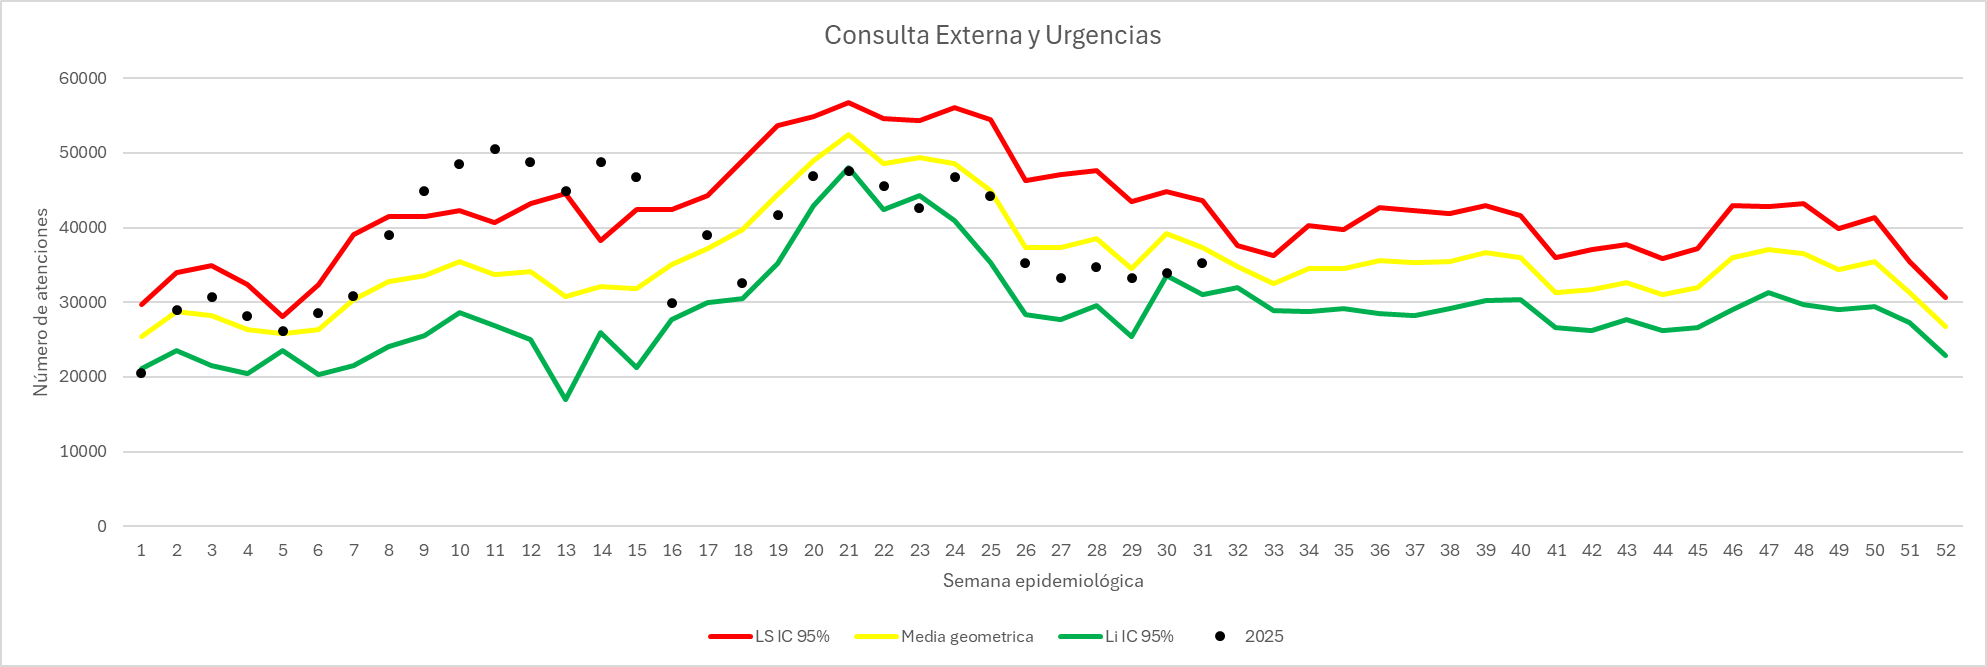 Consulta Externa y Urgencias
60000
50000
40000
30000
20000
10000
0
Número de atenciones
1 2 3 4 5 6 7 8 9 10 11 12 13 14 15 16 17 18 19 20 21 22 23 24 25 26 27 28 29 30 31 32 33 34 35 36 37 38 39 40 41 42 43 44 45 46 47 48 49 50 51 52
Semana epidemiológica
LS IC 95% Media geometrica Li IC 95% 2025